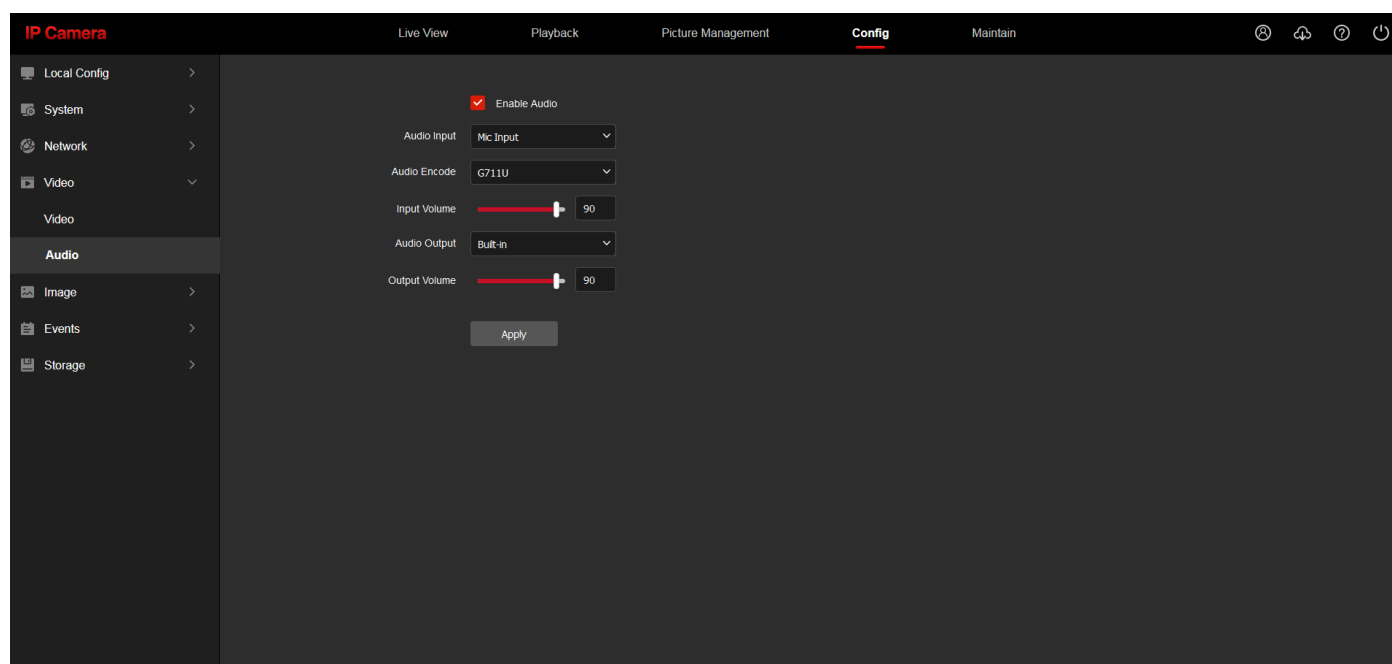 IP Camera
Live View
Playback
Picture Management
Config
Maintain
Local Config
System
Network
Video
Video
Audio
Image
Events
Storage
Enable Audio
Audio Input Mic Input
Audio Encode G711U
Input Volume 90
Audio Output Built-in
Output Volume 90
Apply